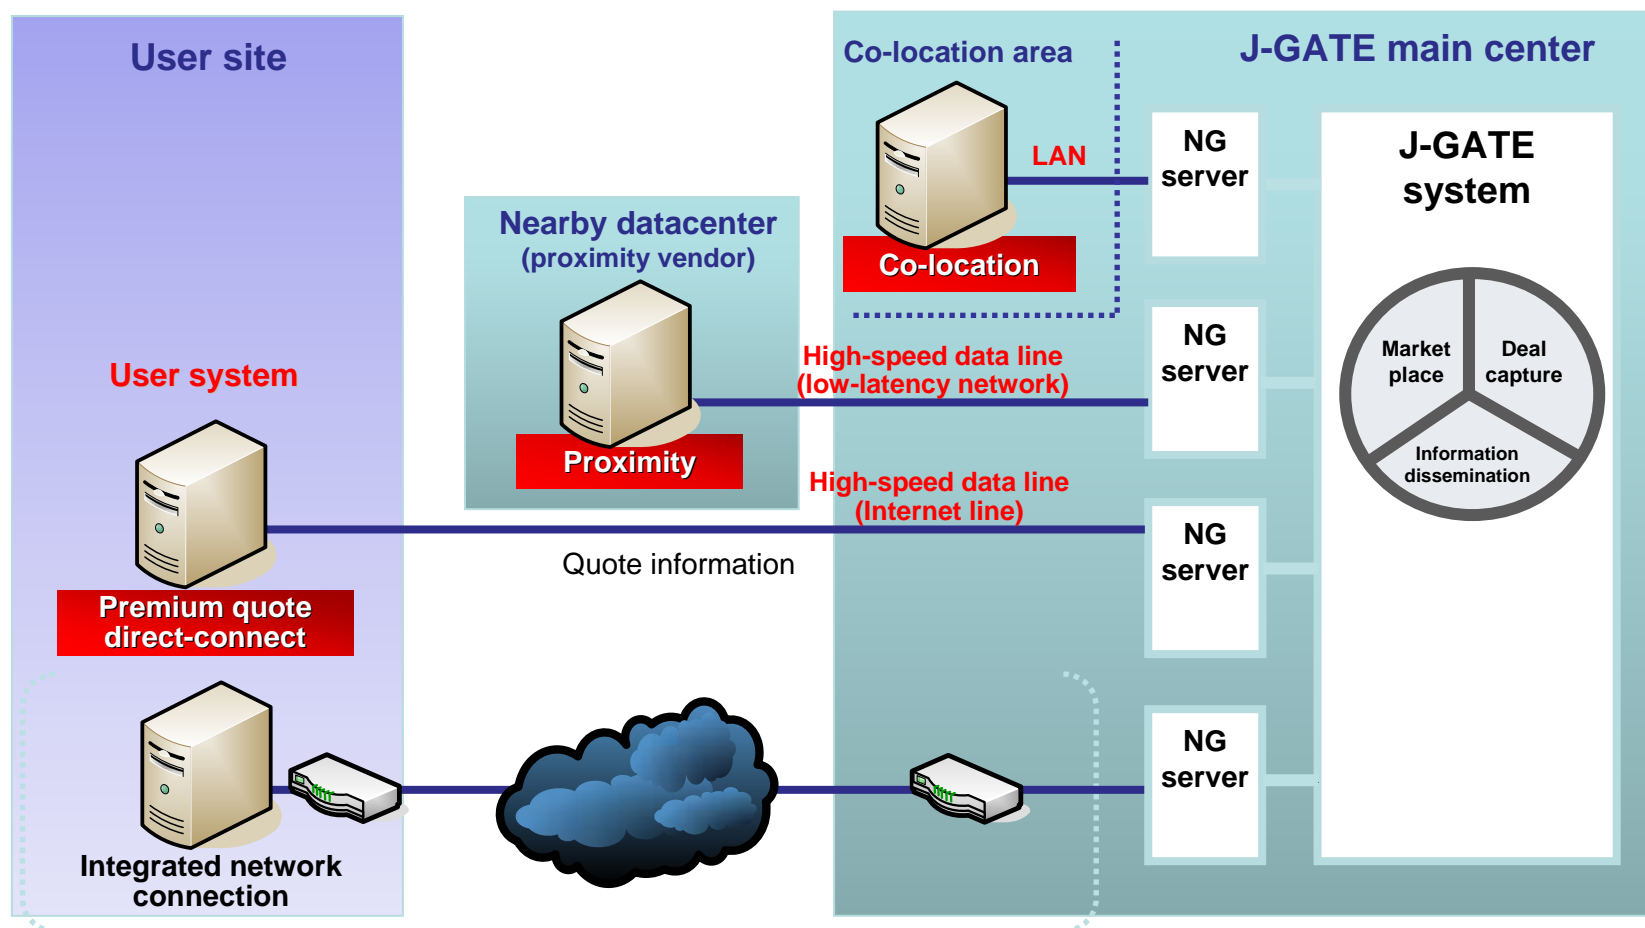 User site
Co-location area
J-GATE main center
LAN
NG
server
J-GATE
system
Nearby datacenter
(proximity vendor)
Co-location
High-speed data line
(low-latency network)
NG
server
Market
place
Deal
capture
Information
dissemination
User system
Proximity
High-speed data line
(Internet line)
NG
server
Quote information
Premium quote
direct-connect
NG
server
Integrated network
connection